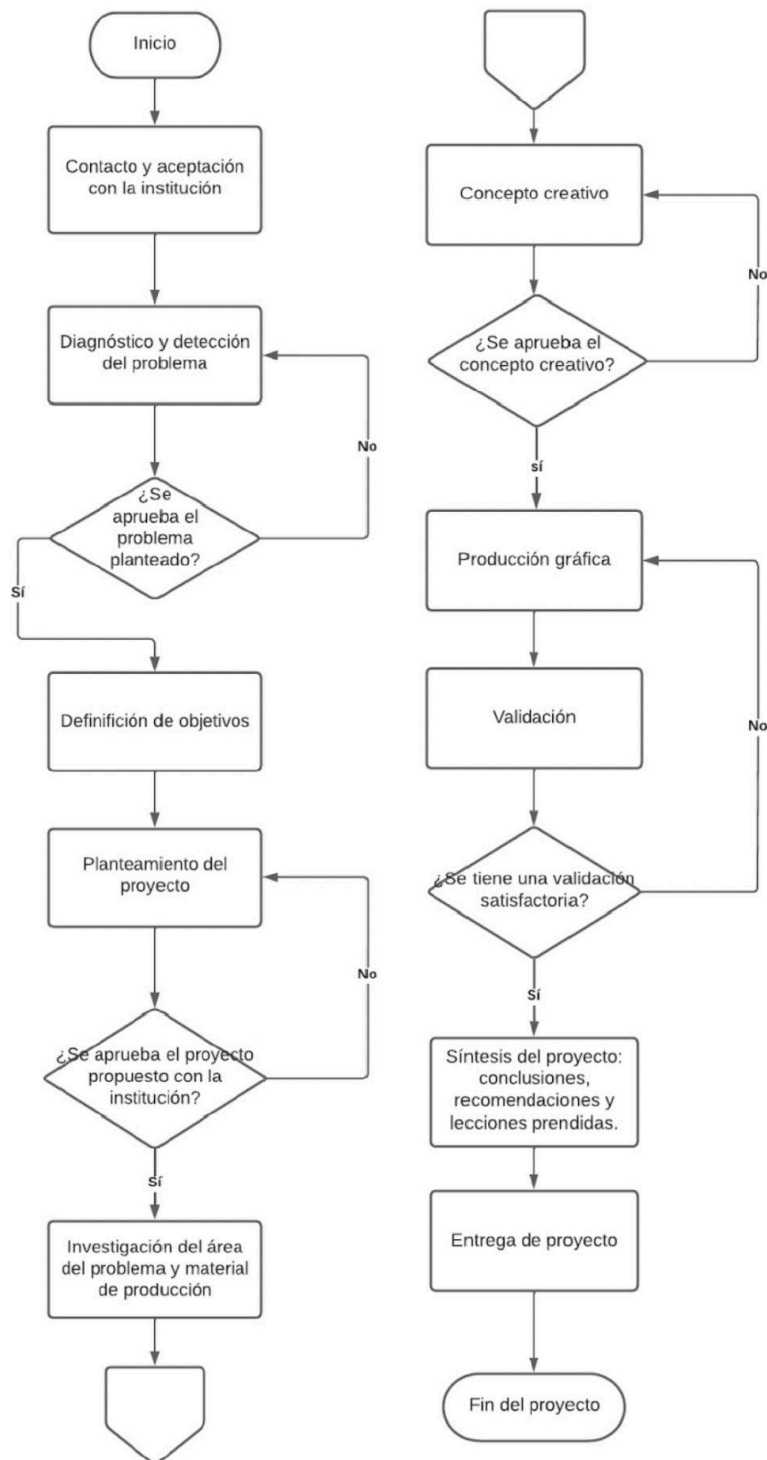 Inicio
Contacto y aceptación
con la institución
Diagnóstico y detección
del problema
No
¿Se
aprueba el
problema
planteado?
Sí
Definifición de objetivos
Planteamiento del
proyecto
No
¿Se aprueba el proyecto
propuesto con la
institución?
Sí
Investigación del área
del problema y material
de producción
Concepto creativo
No
¿Se aprueba el
concepto creativo?
sí
Producción gráfica
Validación
No
¿Se tiene una validación
satisfactoria?
Sí
Síntesis del proyecto:
conclusiones,
recomendaciones y
lecciones prendidas.
Entrega de proyecto
Fin del proyecto